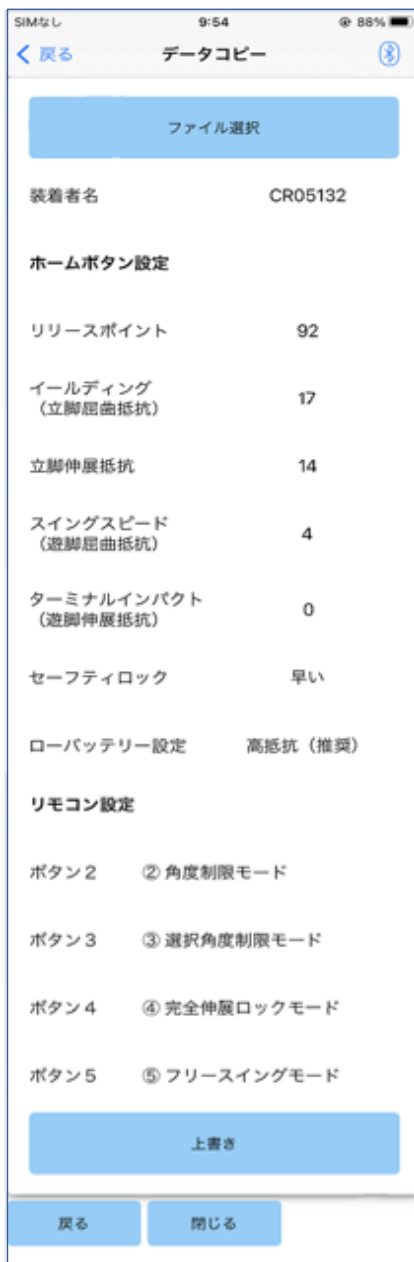 SIMなし 9:54 88%
戻る データコピー
ファイル選択
装着者名 CR05132
ホームボタン設定
リリースポイント 92
イールディング
（立脚屈曲抵抗） 17
立脚伸展抵抗 14
スイングスピード
（遊脚屈曲抵抗） 4
ターミナルインパクト
（遊脚伸展抵抗） 0
セーフティロック 早い
ローバッテリー設定 高抵抗（推奨）
リモコン設定
ボタン２ ② 角度制限モード
ボタン３ ③ 選択角度制限モード
ボタン４ ④ 完全伸展ロックモード
ボタン５ ⑤ フリースイングモード
上書き
戻る 閉じる